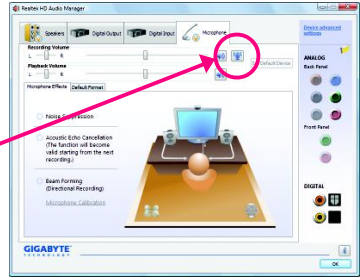 Realtek HD Audio Manager
Speakers
Digital Output
Digital Input
Microphone
Device advanced settings
Recording Volume
L R
Default Device
Playback Volume
L R
ANALOG
Back Panel
Microphone Effects
Default Format
Noise Suppression
Acoustic Echo Cancellation
(The function will become
valid starting from the next
recording.)
Front Panel
Beam Forming
(Directional Recording)
Microphone Calibration
DIGITAL
GIGABYTE
TECHNOLOGY
OK